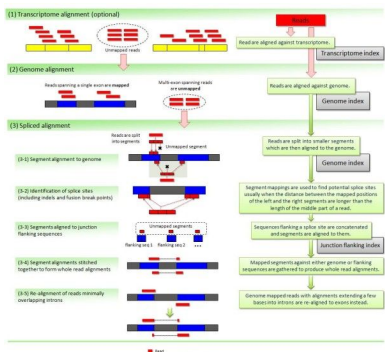 (1) Transcriptome alignment (optional)
Unmapped reads
(2) Genome alignment
Reads spanning a single exon are mapped
Multi-exon-spanning reads
are unmapped
(3) Spliced alignment
Reads are split
into segments
Unmapped segment
(3-1) Segment alignment to genome
(3-2) Identification of splice sites
(including indels and fusion break points)
(3-3) Segments aligned to junction
flanking sequences
Unmapped segments
flanking seq 1
flanking seq 2
...
(3-4) Segment alignments stitched
together to form whole read alignments
(3-5) Re-alignment of reads minimally
overlapping introns
Reads
Reads are aligned against transcriptome.
Transcriptome index
Reads are aligned against genome.
Genome index
Reads are split into smaller segments
which are then aligned to the genome.
Genome index
Segment mappings are used to find potential splice sites
usually when the distance between the mapped positions
of the left and the right segments are longer than the
length of the middle part of a read.
Sequences flanking a splice site are concatenated
and segments are aligned to them.
Junction flanking index
Mapped segments against either genome or flanking
sequences are gathered to produce whole read alignments.
Genome mapped reads with alignments extending a few
bases into introns are re-aligned to exons instead.